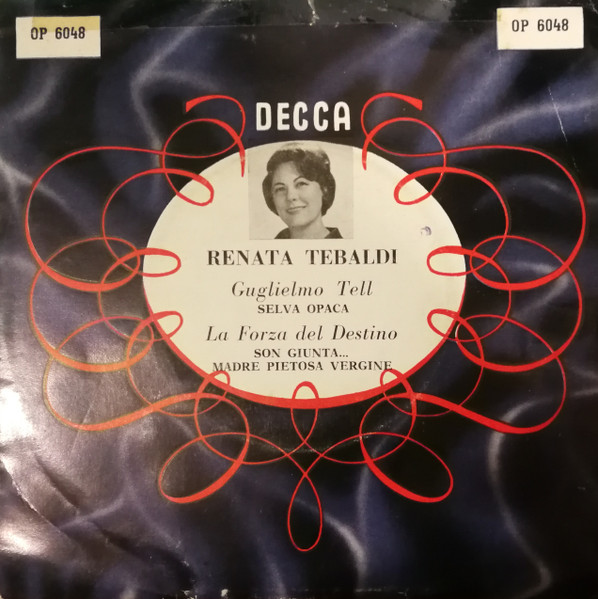 OP 6048
OP 6048
DECCA
RENATA TEBALDI
Guglielmo Tell
SELVA OPACA
La Forza del Destino
SON GIUNTA...
MADRE PIETOSA VERGINE